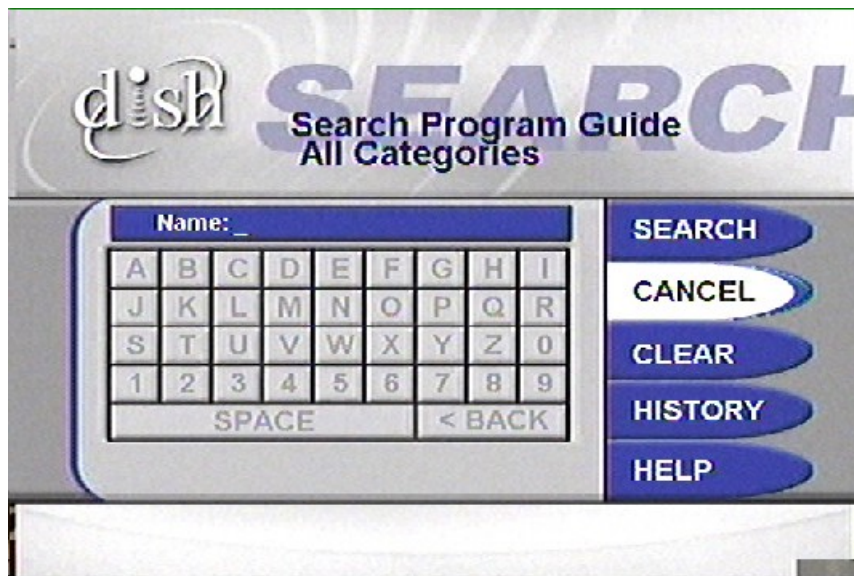 dish
SEARCH
Search Program Guide
All Categories
Name: _
A B C D E F G H I
J K L M N O P Q R
S T U V W X Y Z 0
1 2 3 4 5 6 7 8 9
SPACE < BACK
SEARCH
CANCEL
CLEAR
HISTORY
HELP